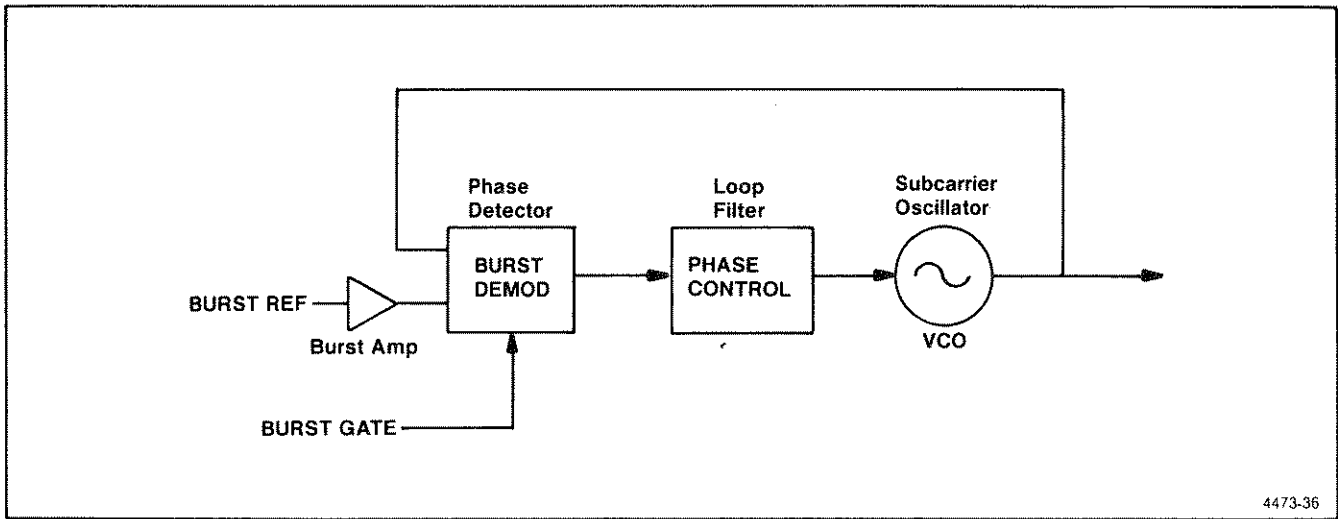 Phase
Detector
Loop
Filter
Subcarrier
Oscillator
BURST
DEMOD
PHASE
CONTROL
BURST REF
Burst Amp
VCO
BURST GATE
4473-36